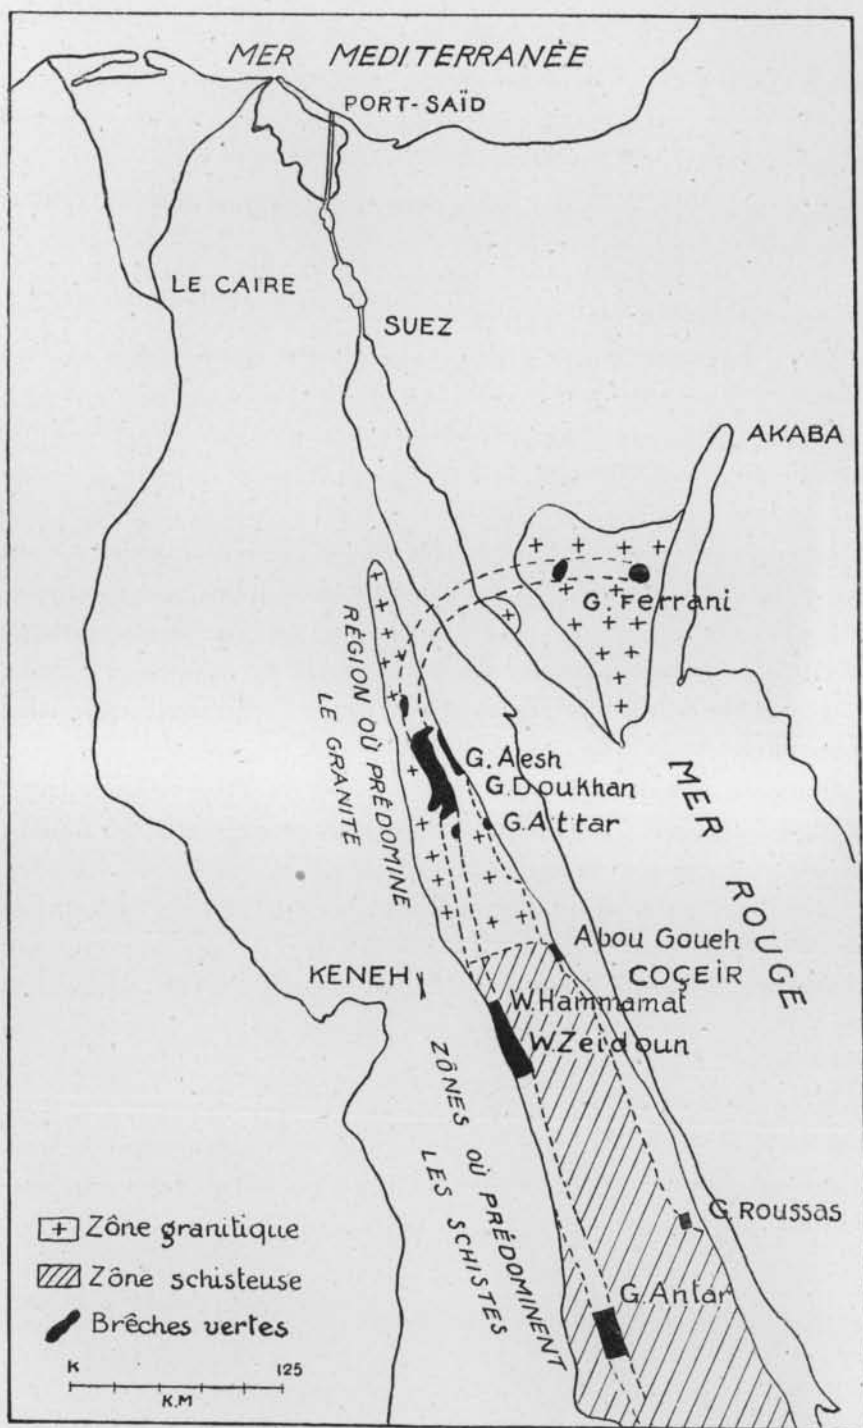 MER MEDITERRANÉE
PORT-SAÏD
LE CAIRE
SUEZ
AKABA
G. Ferrani
RÉGION OÙ PRÉDOMINE
LE GRANITE
G. Aesh
G. Doukhan
G. Attar
MER ROUGE
Abou Goueh
COÇEIR
KENEH
W. Hammamat
W. Zeidoun
ZÔNES OÙ PRÉDOMINENT
LES SCHISTES
G. Roussas
G. Antar
+ Zône granitique
Zône schisteuse
Brêches vertes
K 125
K.M